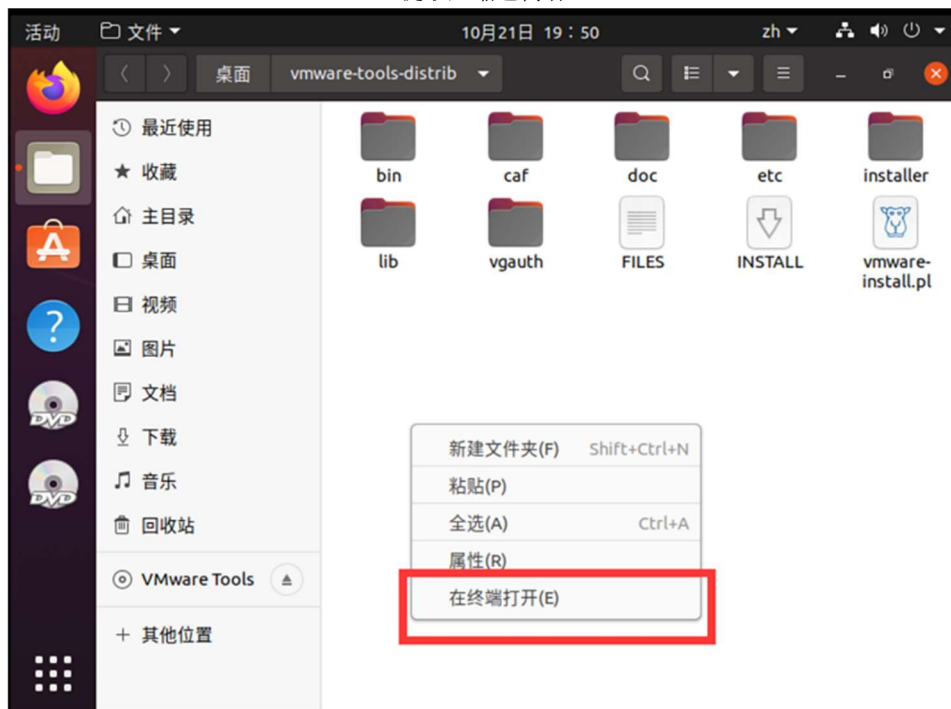 活动 文件 10月21日 19：50 zh
桌面 vmware-tools-distrib
最近使用
收藏
主目录
桌面
视频
图片
文档
下载
音乐
回收站
VMware Tools
其他位置
bin caf doc etc installer
lib vgauth FILES INSTALL vmware-
install.pl
新建文件夹(F) Shift+Ctrl+N
粘贴(P)
全选(A) Ctrl+A
属性(R)
在终端打开(E)
DVD
DVD